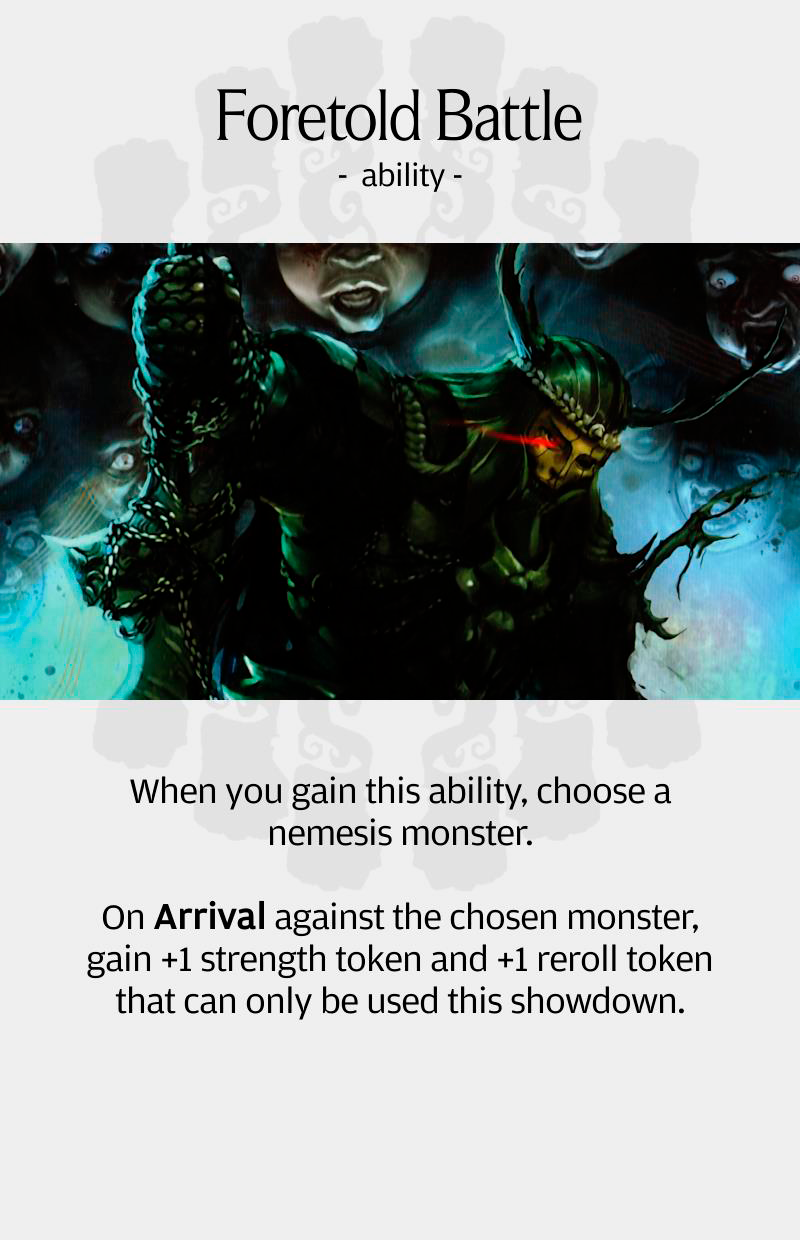 Foretold Battle
- ability -
When you gain this ability, choose a
nemesis monster.
On Arrival against the chosen monster,
gain +1 strength token and +1 reroll token
that can only be used this showdown.